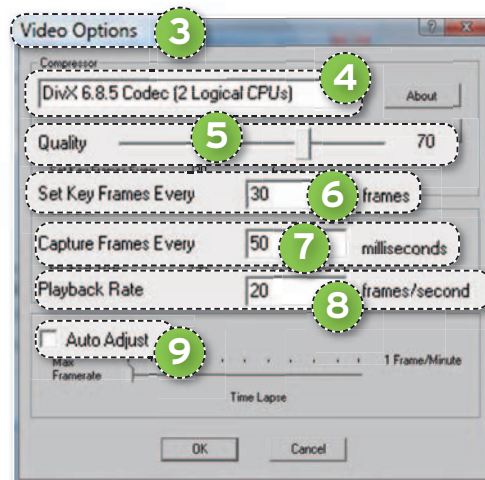 Video Options 3
Compressor
DivX 6.8.5 Codec (2 Logical CPUs) 4
About
Quality 5 70
Set Key Frames Every 30 6 frames
Capture Frames Every 50 7 milliseconds
Playback Rate 20 8 frames/second
Auto Adjust 9
Max Framerate
1 Frame/Minute
Time Lapse
OK Cancel